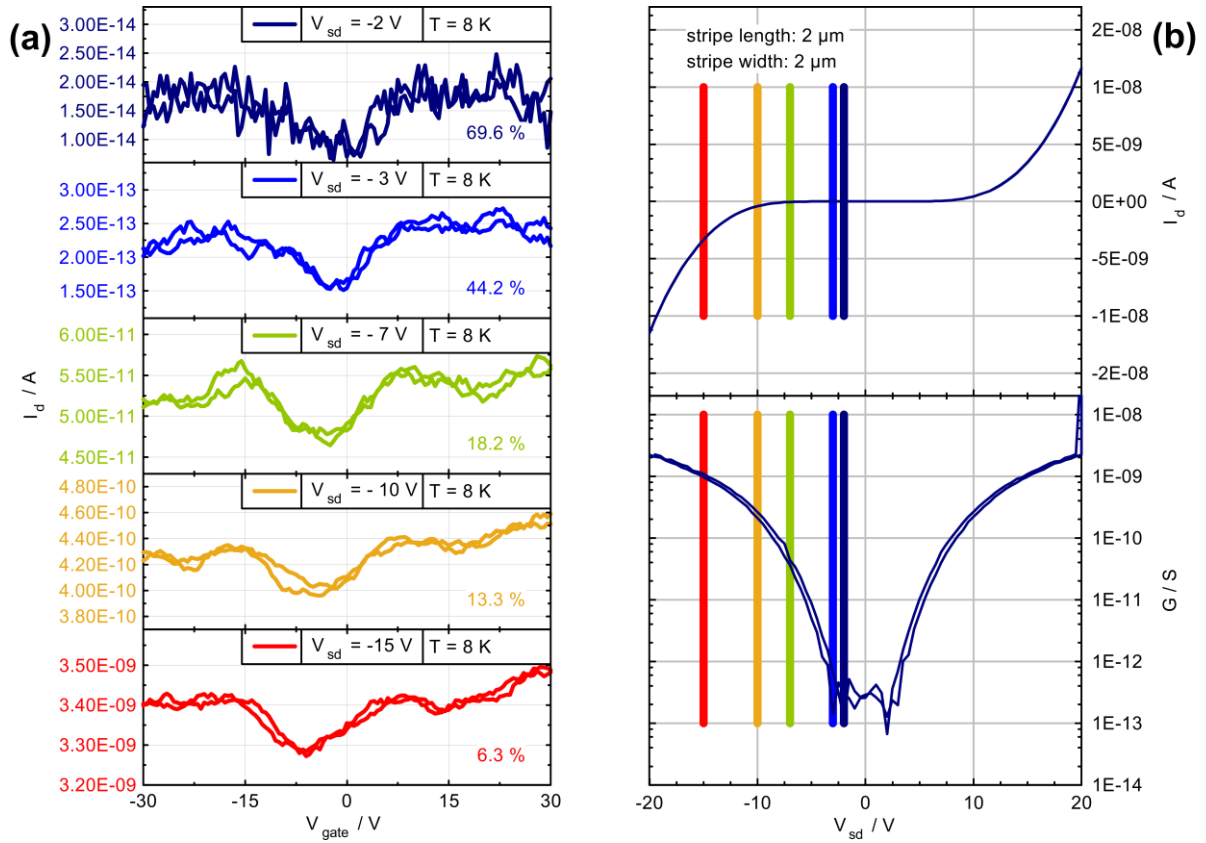 (a)
V sd = -2 V T = 8 K
3.00E-14
2.50E-14
2.00E-14
1.50E-14
1.00E-14
69.6 %
V sd = - 3 V T = 8 K
3.00E-13
2.50E-13
2.00E-13
1.50E-13
44.2 %
V sd = - 7 V T = 8 K
6.00E-11
5.50E-11
5.00E-11
4.50E-11
18.2 %
I d / A
V sd = - 10 V T = 8 K
4.80E-10
4.60E-10
4.40E-10
4.20E-10
4.00E-10
3.80E-10
13.3 %
V sd = -15 V T = 8 K
3.50E-09
3.40E-09
3.30E-09
3.20E-09
6.3 %
-30 -15 0 15 30
V gate / V
(b)
stripe length: 2 µm
stripe width: 2 µm
2E-08
1E-08
5E-09
0E+00
-5E-09
-1E-08
-2E-08
I d / A
1E-08
1E-09
1E-10
1E-11
1E-12
1E-13
1E-14
G / S
-20 -10 0 10 20
V sd / V